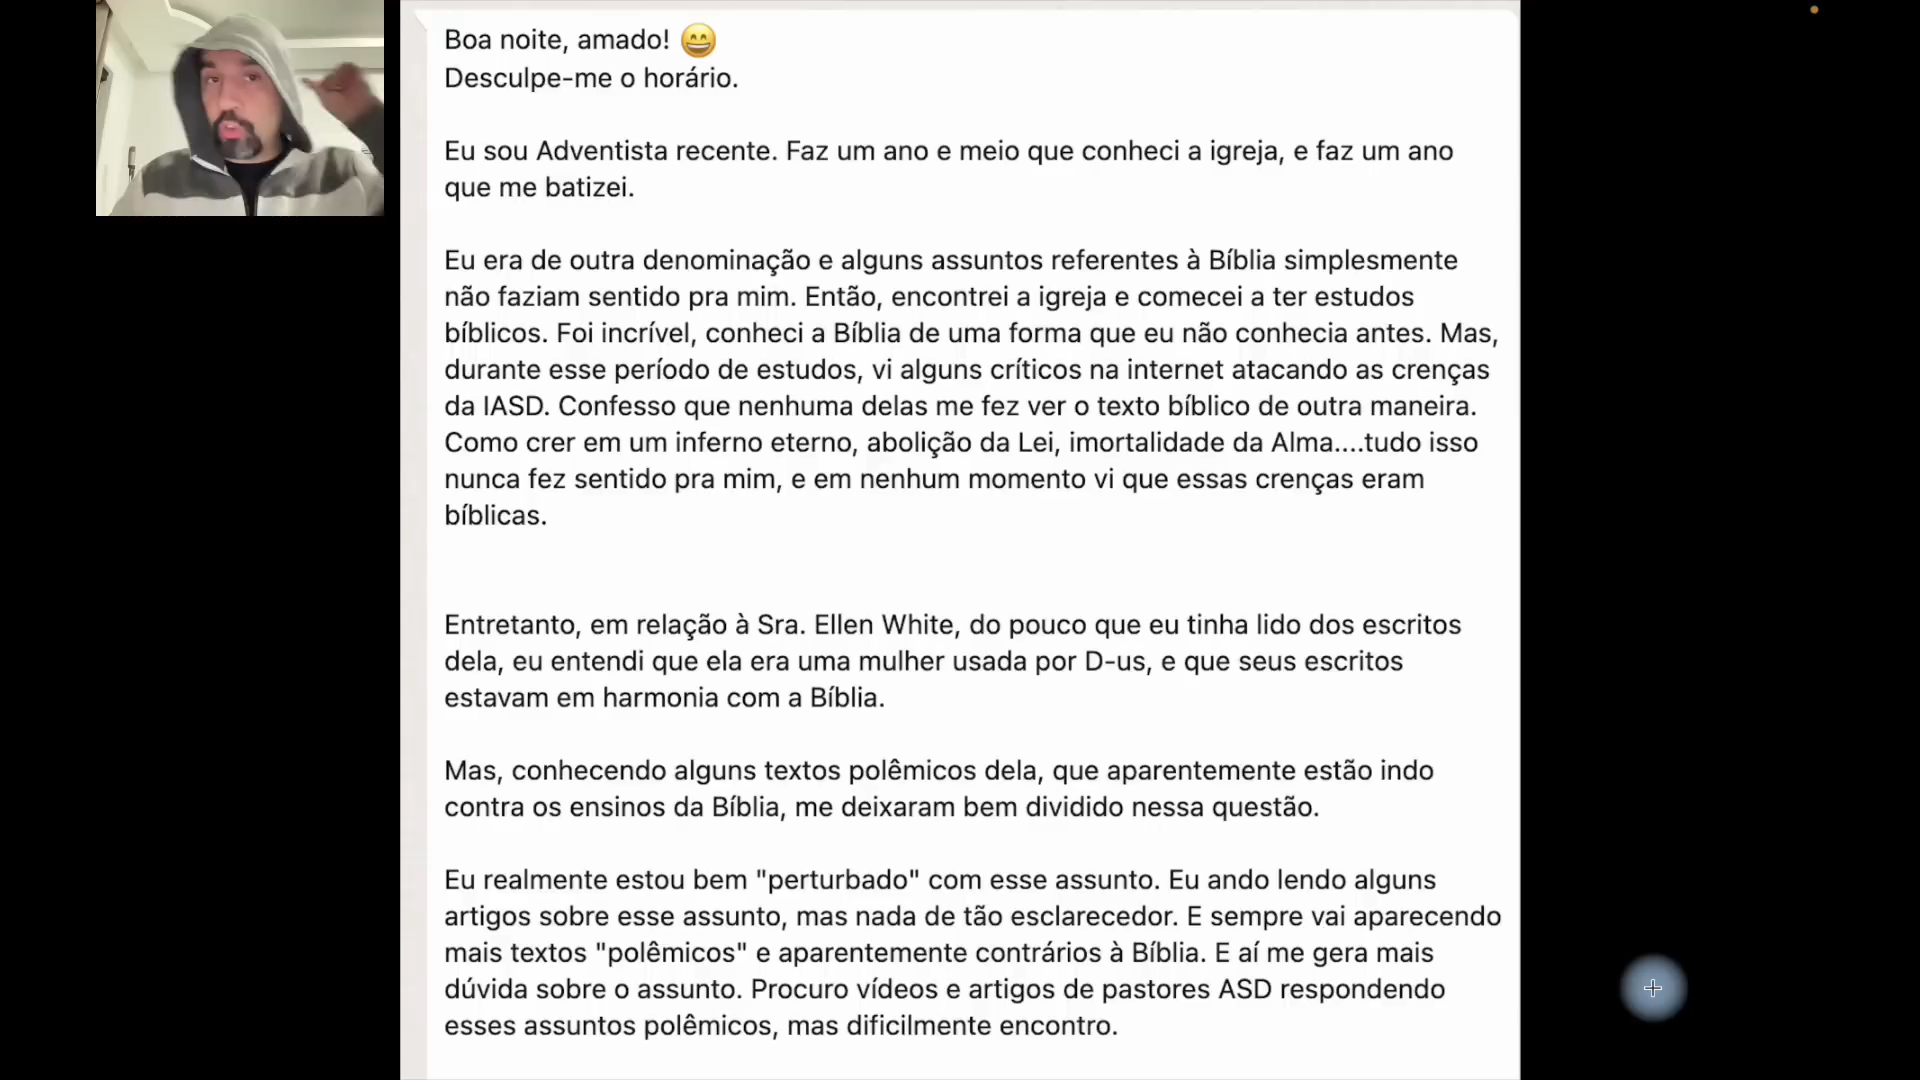 Boa noite, amado! 😄
Desculpe-me o horário.
Eu sou Adventista recente. Faz um ano e meio que conheci a igreja, e faz um ano
que me batizei.
Eu era de outra denominação e alguns assuntos referentes à Bíblia simplesmente
não faziam sentido pra mim. Então, encontrei a igreja e comecei a ter estudos
bíblicos. Foi incrível, conheci a Bíblia de uma forma que eu não conhecia antes. Mas,
durante esse período de estudos, vi alguns críticos na internet atacando as crenças
da IASD. Confesso que nenhuma delas me fez ver o texto bíblico de outra maneira.
Como crer em um inferno eterno, abolição da Lei, imortalidade da Alma....tudo isso
nunca fez sentido pra mim, e em nenhum momento vi que essas crenças eram
bíblicas.
Entretanto, em relação à Sra. Ellen White, do pouco que eu tinha lido dos escritos
dela, eu entendi que ela era uma mulher usada por D-us, e que seus escritos
estavam em harmonia com a Bíblia.
Mas, conhecendo alguns textos polêmicos dela, que aparentemente estão indo
contra os ensinos da Bíblia, me deixaram bem dividido nessa questão.
Eu realmente estou bem "perturbado" com esse assunto. Eu ando lendo alguns
artigos sobre esse assunto, mas nada de tão esclarecedor. E sempre vai aparecendo
mais textos "polêmicos" e aparentemente contrários à Bíblia. E aí me gera mais
dúvida sobre o assunto. Procuro vídeos e artigos de pastores ASD respondendo
esses assuntos polêmicos, mas dificilmente encontro.